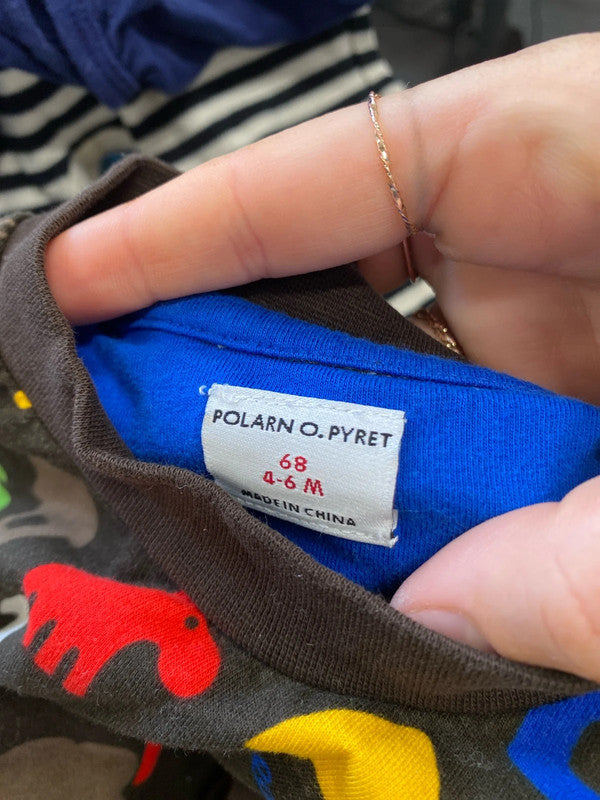 POLARN O. PYRET
68
4-6 M
MADE IN CHINA